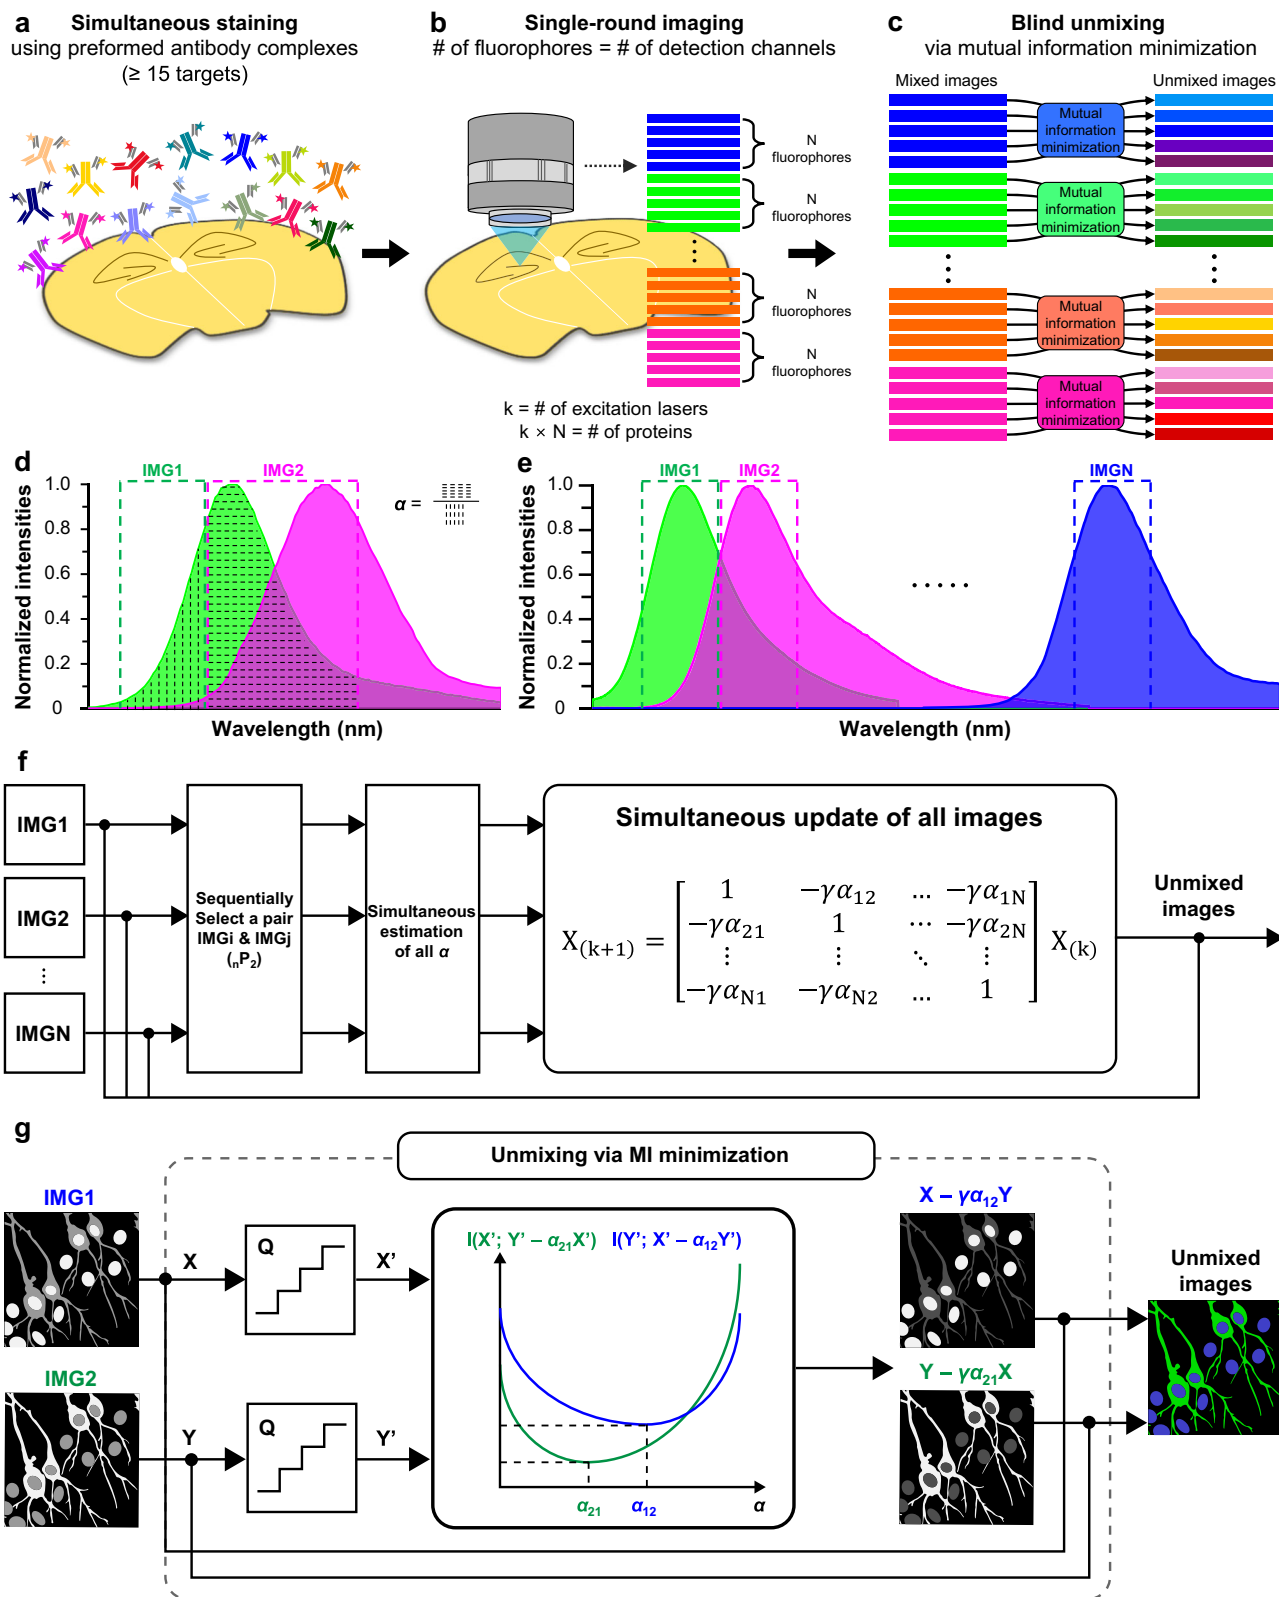 a
Simultaneous staining
using preformed antibody complexes
(≥ 15 targets)
b
Single-round imaging
# of fluorophores = # of detection channels
N
fluorophores
N
fluorophores
N
fluorophores
N
fluorophores
k = # of excitation lasers
k × N = # of proteins
c
Blind unmixing
via mutual information minimization
Mixed images
Unmixed images
Mutual
information
minimization
Mutual
information
minimization
Mutual
information
minimization
Mutual
information
minimization
d
IMG1
IMG2
α =
Normalized intensities
1.0
0.8
0.6
0.4
0.2
0
Wavelength (nm)
e
IMG1
IMG2
IMGN
Normalized intensities
1.0
0.8
0.6
0.4
0.2
0
Wavelength (nm)
f
IMG1
IMG2
⋮
IMGN
Sequentially
Select a pair
IMGi & IMGj
(ₙP₂)
Simultaneous
estimation
of all α
Simultaneous update of all images
X₍ₖ₊₁₎ = [ 1 −γα₁₂ … −γα₁N
−γα₂₁ 1 ⋯ −γα₂N
⋮ ⋮ ⋱ ⋮
−γαN₁ −γαN₂ … 1 ] X₍ₖ₎
Unmixed
images
g
Unmixing via MI minimization
IMG1
IMG2
X
Y
Q
Q
X'
Y'
I(X'; Y' – α₂₁X')
I(Y'; X' – α₁₂Y')
α₂₁
α₁₂
α
X – γα₁₂Y
Y – γα₂₁X
Unmixed
images